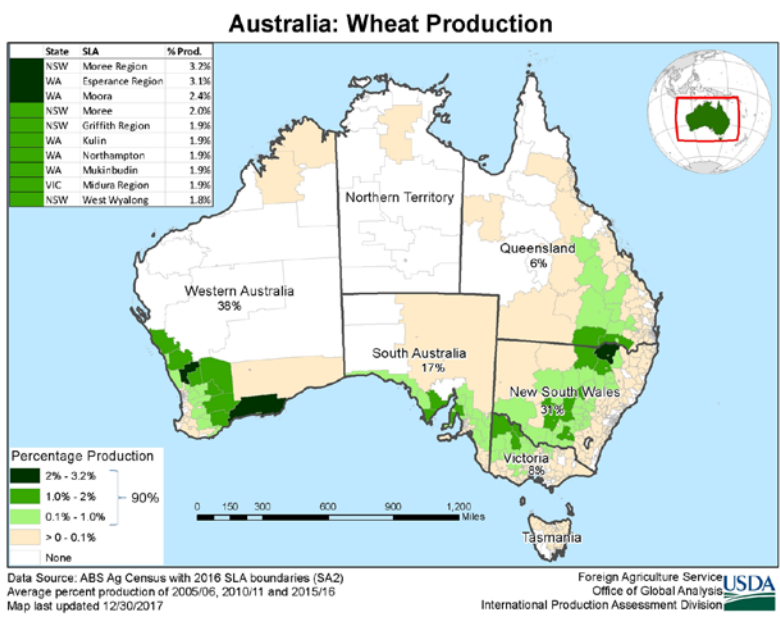 Australia: Wheat Production
State SLA % Prod.
NSW Moree Region 3.2%
WA Esperance Region 3.1%
WA Moora 2.4%
NSW Moree 2.0%
NSW Griffith Region 1.9%
WA Kulin 1.9%
WA Northampton 1.9%
WA Mukinbudin 1.9%
VIC Midura Region 1.9%
NSW West Wyalong 1.8%
Northern Territory
Queensland
6%
Western Australia
38%
South Australia
17%
New South Wales
31%
Victoria
8%
Tasmania
Percentage Production
2% - 3.2%
1.0% - 2%
0.1% - 1.0%
90%
> 0 - 0.1%
None
0 150 300 600 900 1,200
Miles
Data Source: ABS Ag Census with 2016 SLA boundaries (SA2)
Average percent production of 2005/06, 2010/11 and 2015/16
Map last updated 12/30/2017
Foreign Agriculture Service
Office of Global Analysis
International Production Assessment Division
USDA